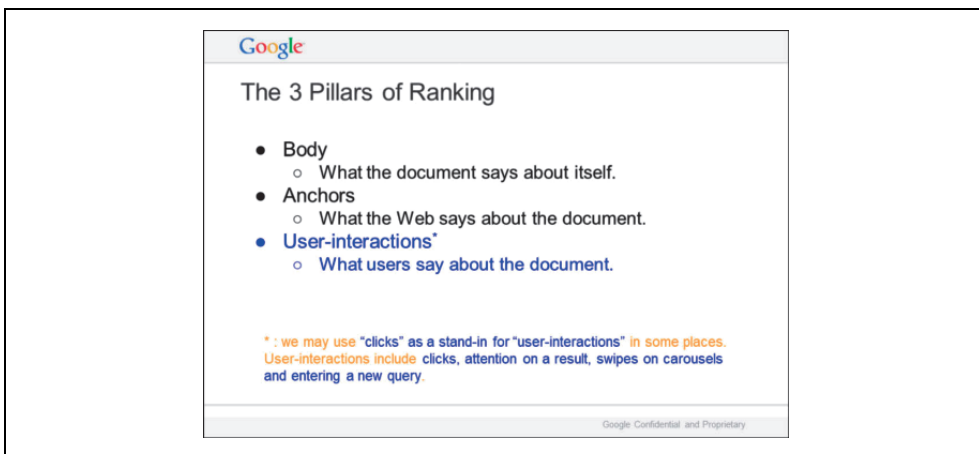 Google
The 3 Pillars of Ranking
● Body
○ What the document says about itself.
● Anchors
○ What the Web says about the document.
● User-interactions*
○ What users say about the document.
* : we may use “clicks” as a stand-in for “user-interactions” in some places.
User-interactions include clicks, attention on a result, swipes on carousels
and entering a new query.
Google Confidential and Proprietary